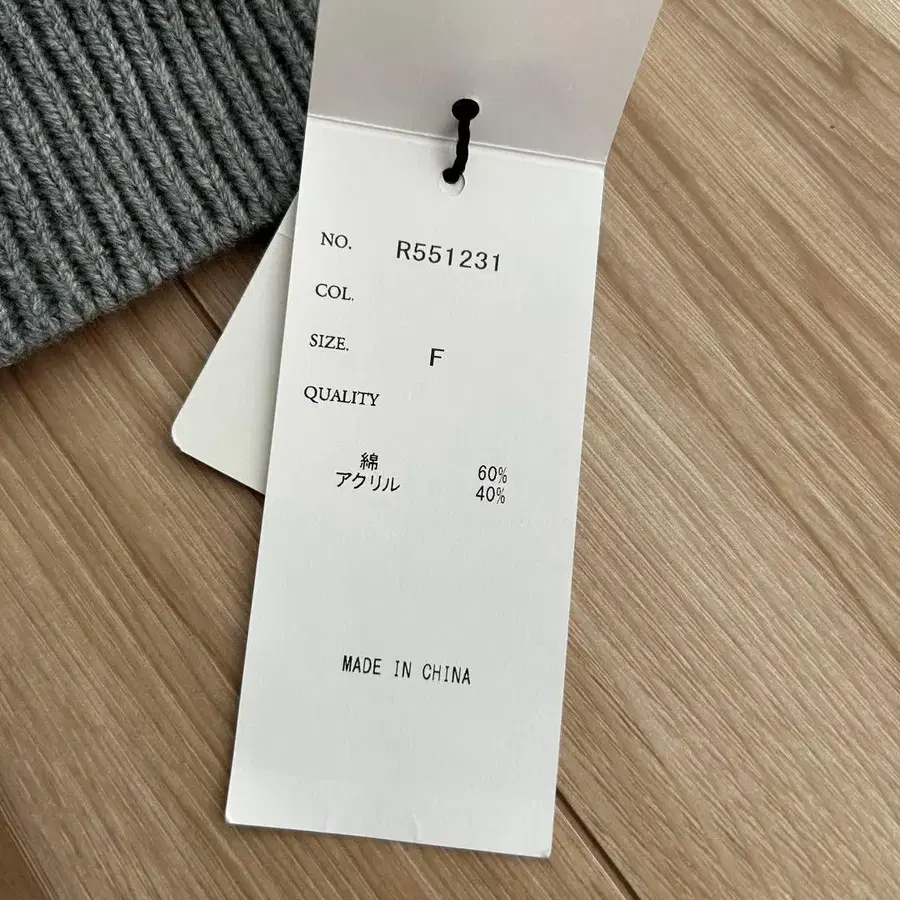 NO. R551231
COL.
SIZE. F
QUALITY
綿 60%
アクリル 40%
MADE IN CHINA